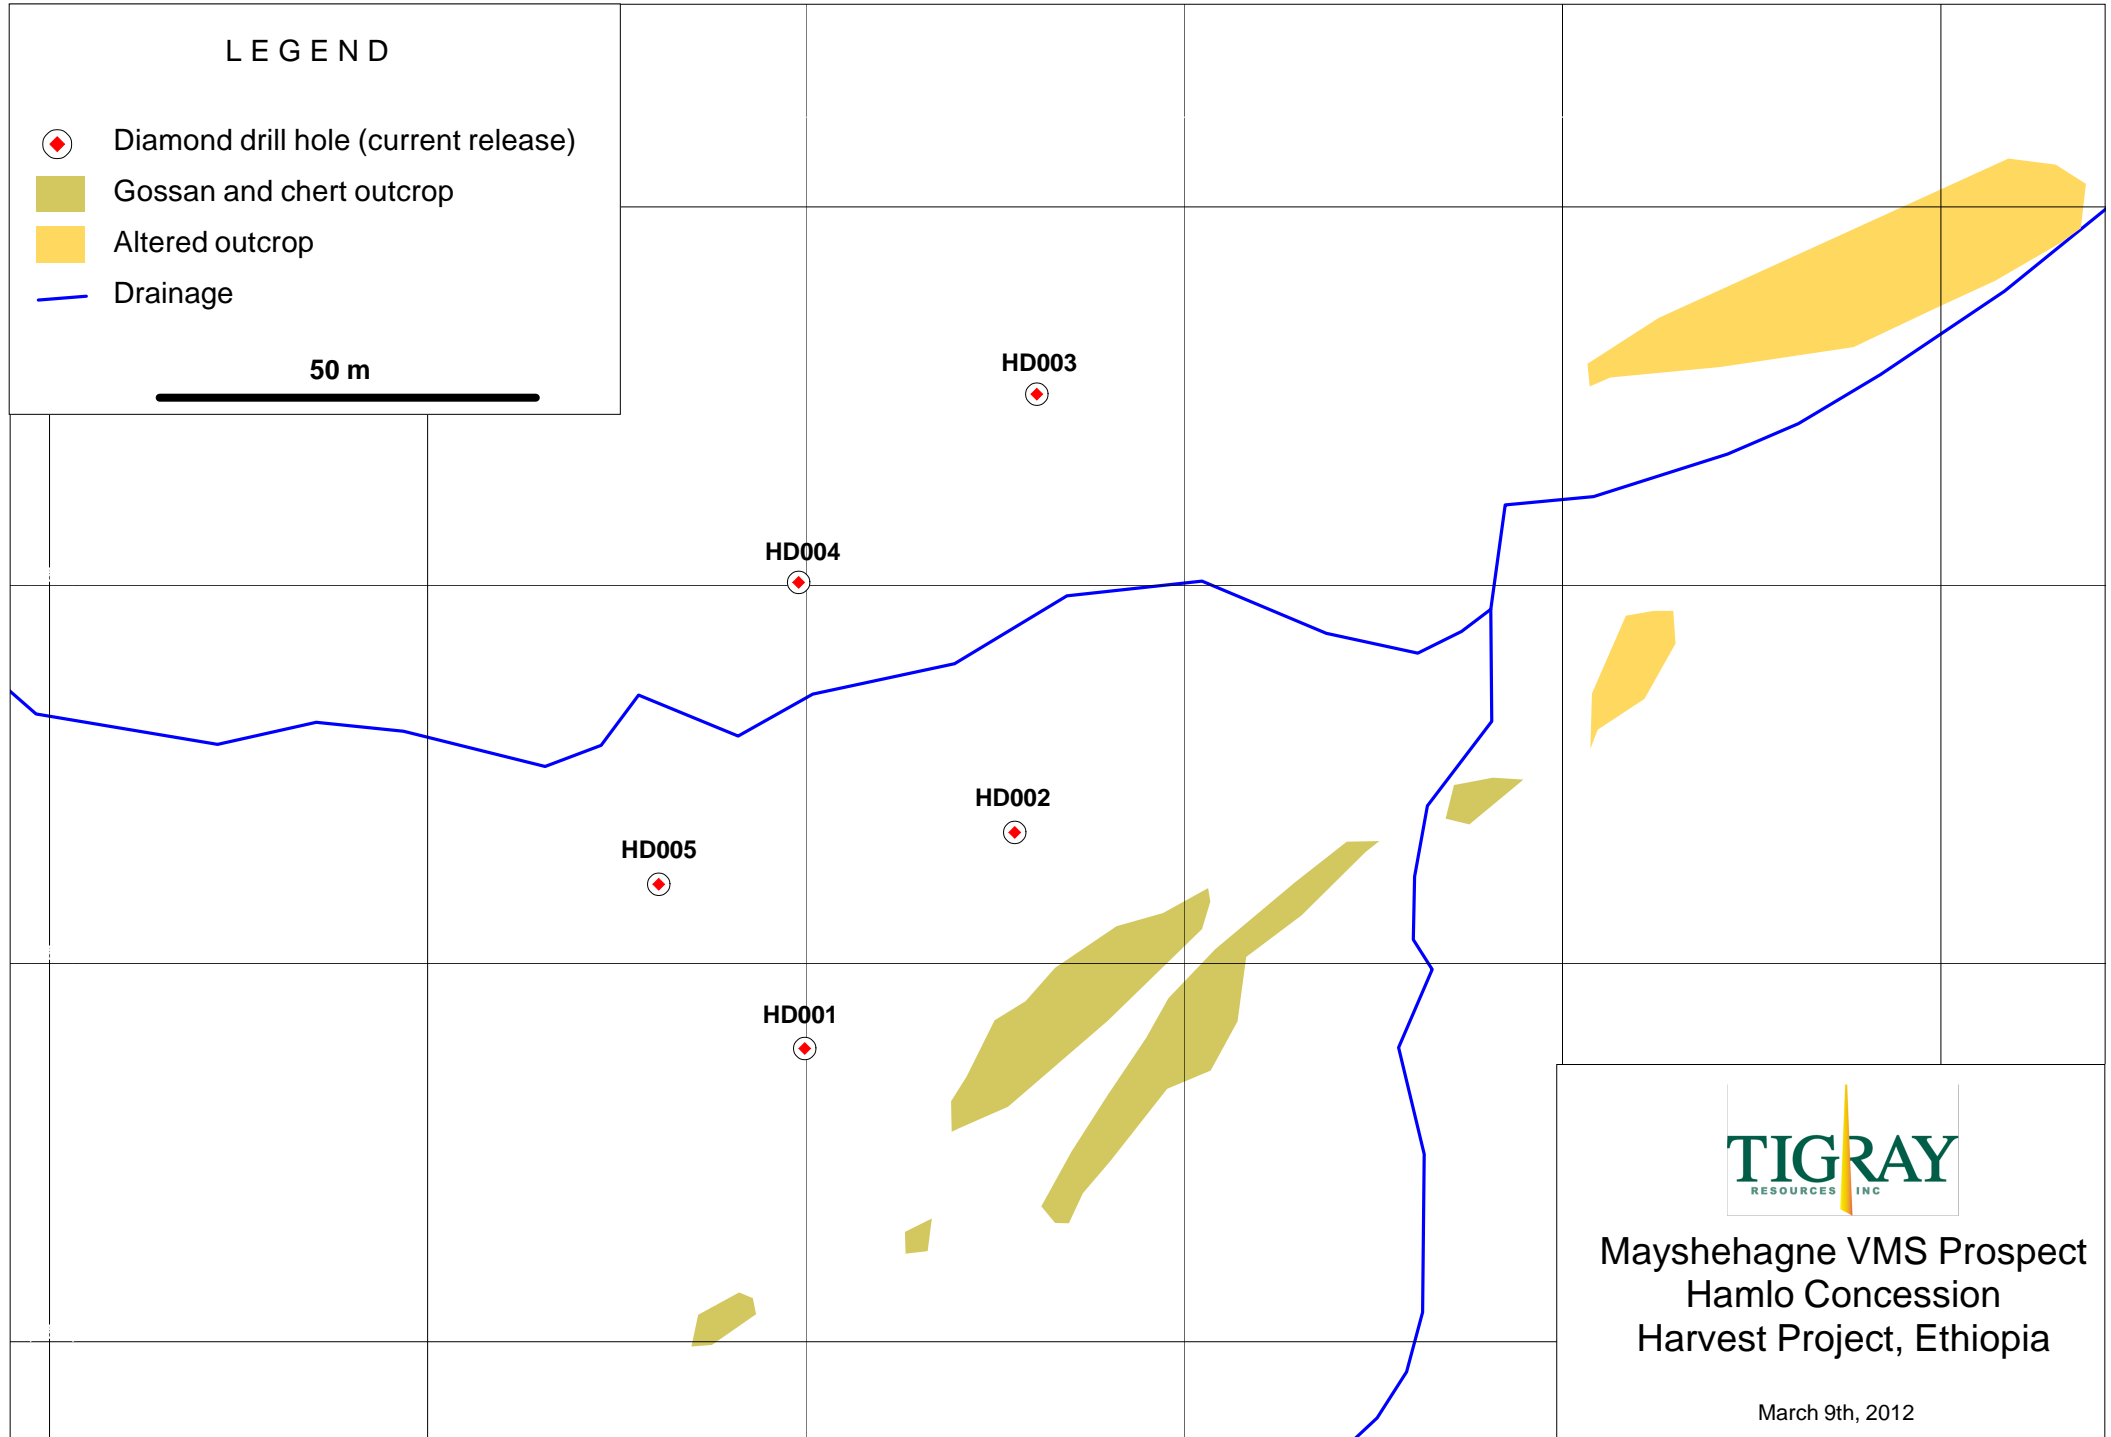 LEGEND
Diamond drill hole (current release)
Gossan and chert outcrop
Altered outcrop
Drainage
50 m
HD003
HD004
HD002
HD005
HD001
TIGRAY
RESOURCES INC
Mayshehagne VMS Prospect
Hamlo Concession
Harvest Project, Ethiopia
March 9th, 2012